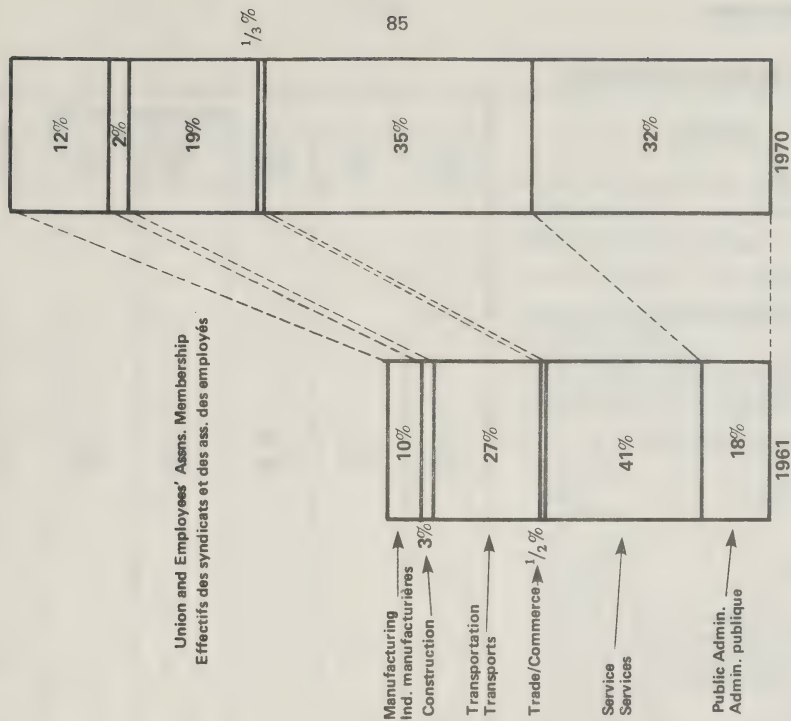 85
Union and Employees' Assns. Membership
Effectifs des syndicats et des ass. des employés
Manufacturing
Ind. manufacturières
Construction
Transportation
Transports
Trade/Commerce
Service
Services
Public Admin.
Admin. publique
10%
3%
27%
1/2 %
41%
18%
1961
12%
2%
19%
1/3 %
35%
32%
1970